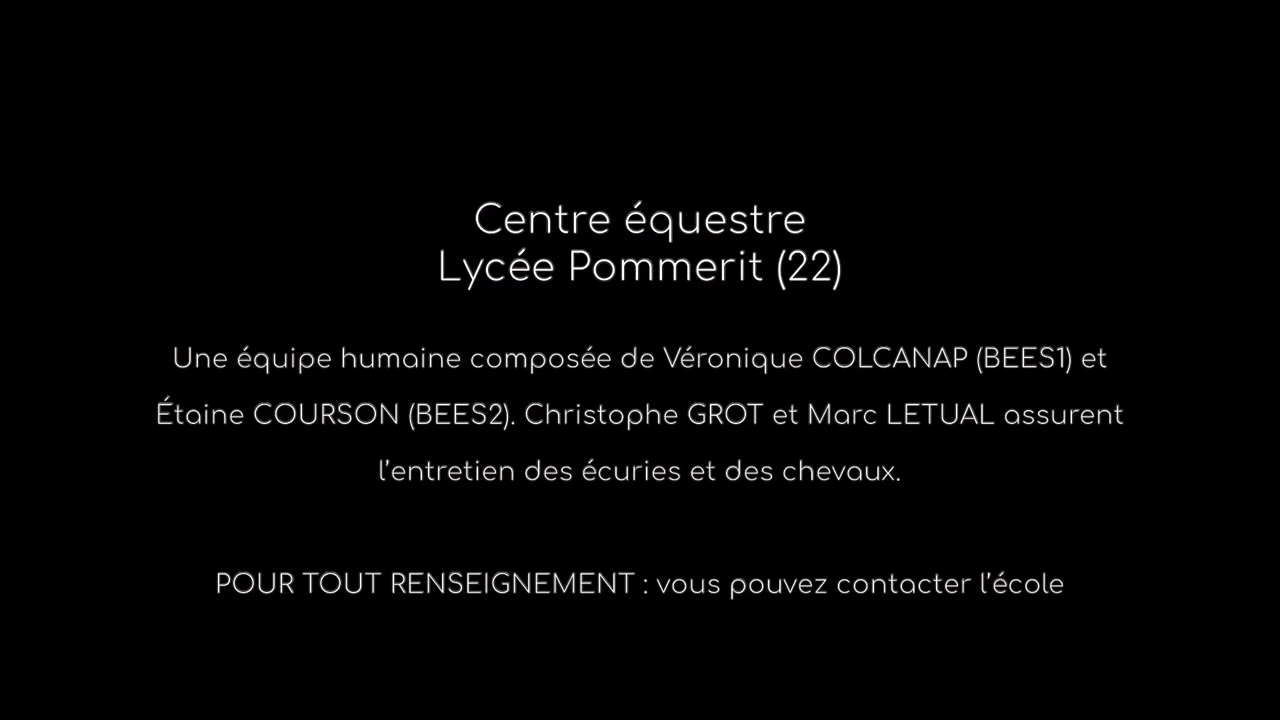 Centre équestre
Lycée Pommerit (22)
Une équipe humaine composée de Véronique COLCANAP (BEES1) et
Étaine COURSON (BEES2). Christophe GROT et Marc LETUAL assurent
l’entretien des écuries et des chevaux.
POUR TOUT RENSEIGNEMENT : vous pouvez contacter l’école